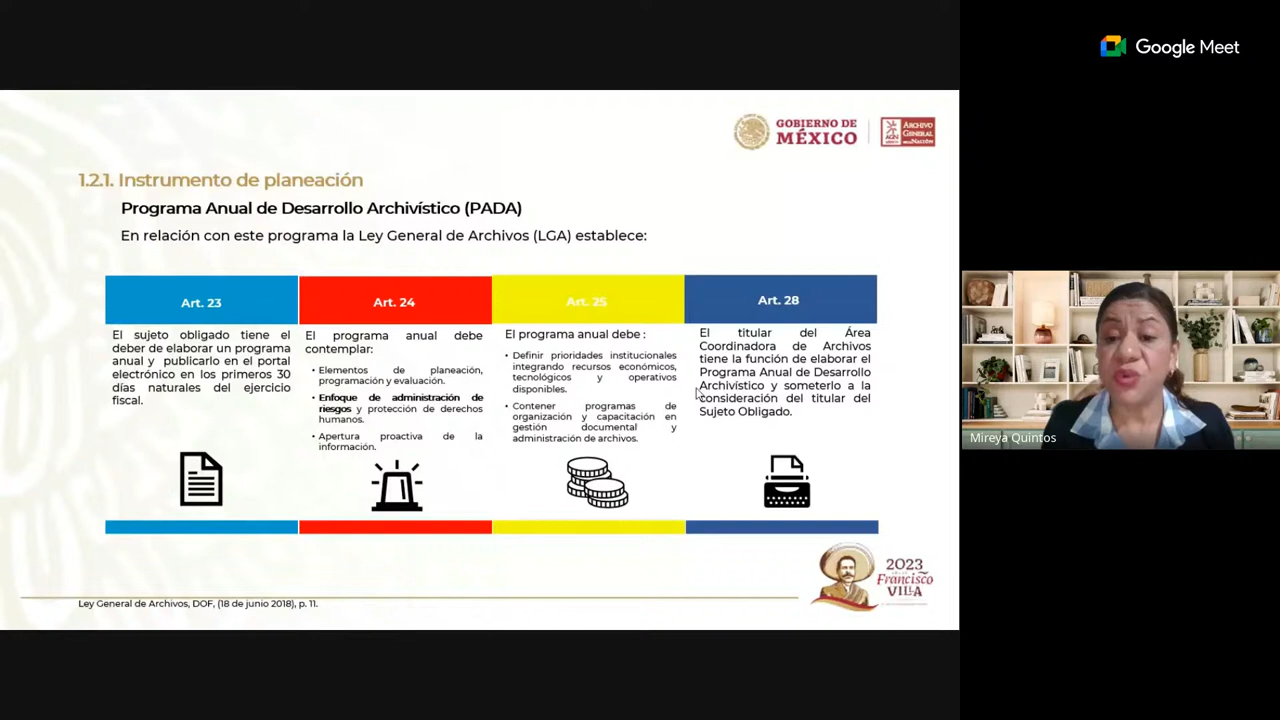 Google Meet
GOBIERNO DE
MÉXICO
ARCHIVO
GENERAL
DE LA NACIÓN
1.2.1. Instrumento de planeación
Programa Anual de Desarrollo Archivístico (PADA)
En relación con este programa la Ley General de Archivos (LGA) establece:
Art. 23
El sujeto obligado tiene el
deber de elaborar un programa
anual y publicarlo en el portal
electrónico en los primeros 30
días naturales del ejercicio
fiscal.
Art. 24
El programa anual debe
contemplar:
• Elementos de planeación,
programación y evaluación.
• Enfoque de administración de
riesgos y protección de derechos
humanos.
• Apertura proactiva de la
información.
Art. 25
El programa anual debe :
• Definir prioridades institucionales
integrando recursos económicos,
tecnológicos y operativos
disponibles.
• Contener programas de
organización y capacitación en
gestión documental y
administración de archivos.
Art. 28
El titular del Área
Coordinadora de Archivos
tiene la función de elaborar el
Programa Anual de Desarrollo
Archivístico y someterlo a la
consideración del titular del
Sujeto Obligado.
Mireya Quintos
2023
Francisco
VILLA
Ley General de Archivos, DOF, (18 de junio 2018), p. 11.